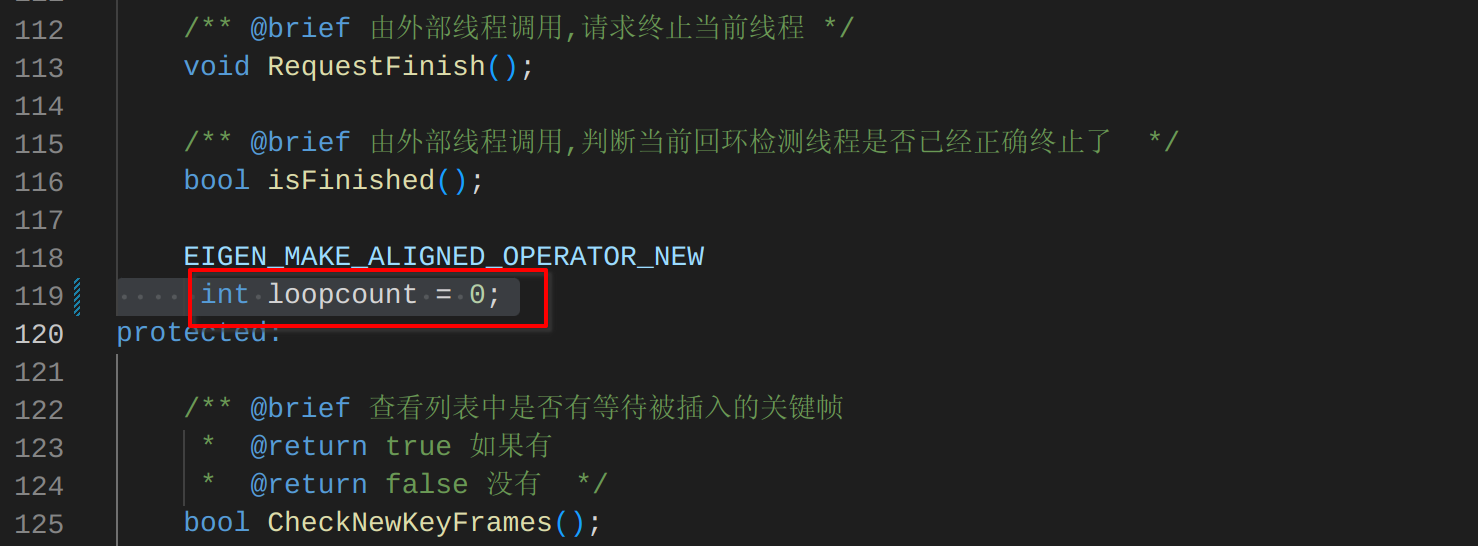 112 /** @brief 由外部线程调用,请求终止当前线程 */
113 void RequestFinish();
114
115 /** @brief 由外部线程调用,判断当前回环检测线程是否已经正确终止了 */
116 bool isFinished();
117
118 EIGEN_MAKE_ALIGNED_OPERATOR_NEW
119 int loopcount = 0;
120 protected:
121
122 /** @brief 查看列表中是否有等待被插入的关键帧
123 * @return true 如果有
124 * @return false 没有 */
125 bool CheckNewKeyFrames();